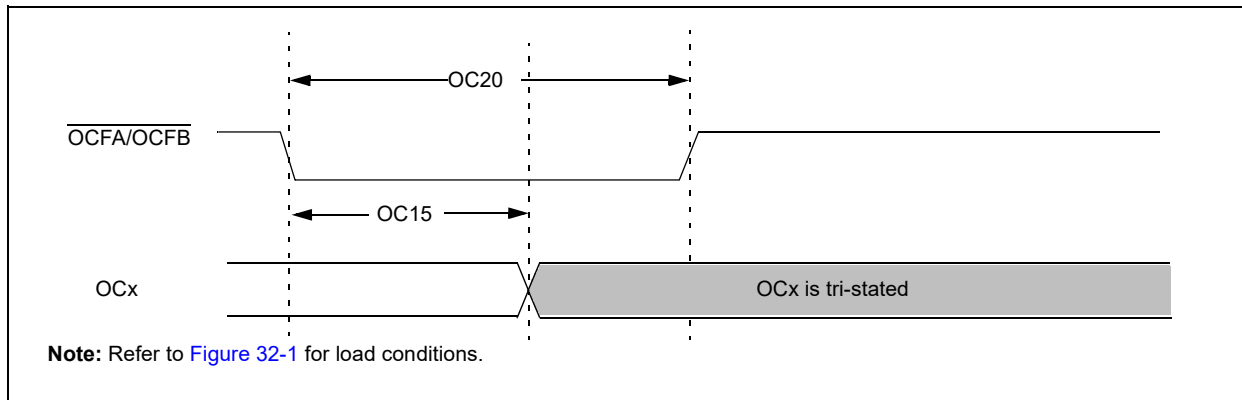 OC20
OCFA/OCFB
OC15
OCx
OCx is tri-stated
Note: Refer to Figure 32-1 for load conditions.